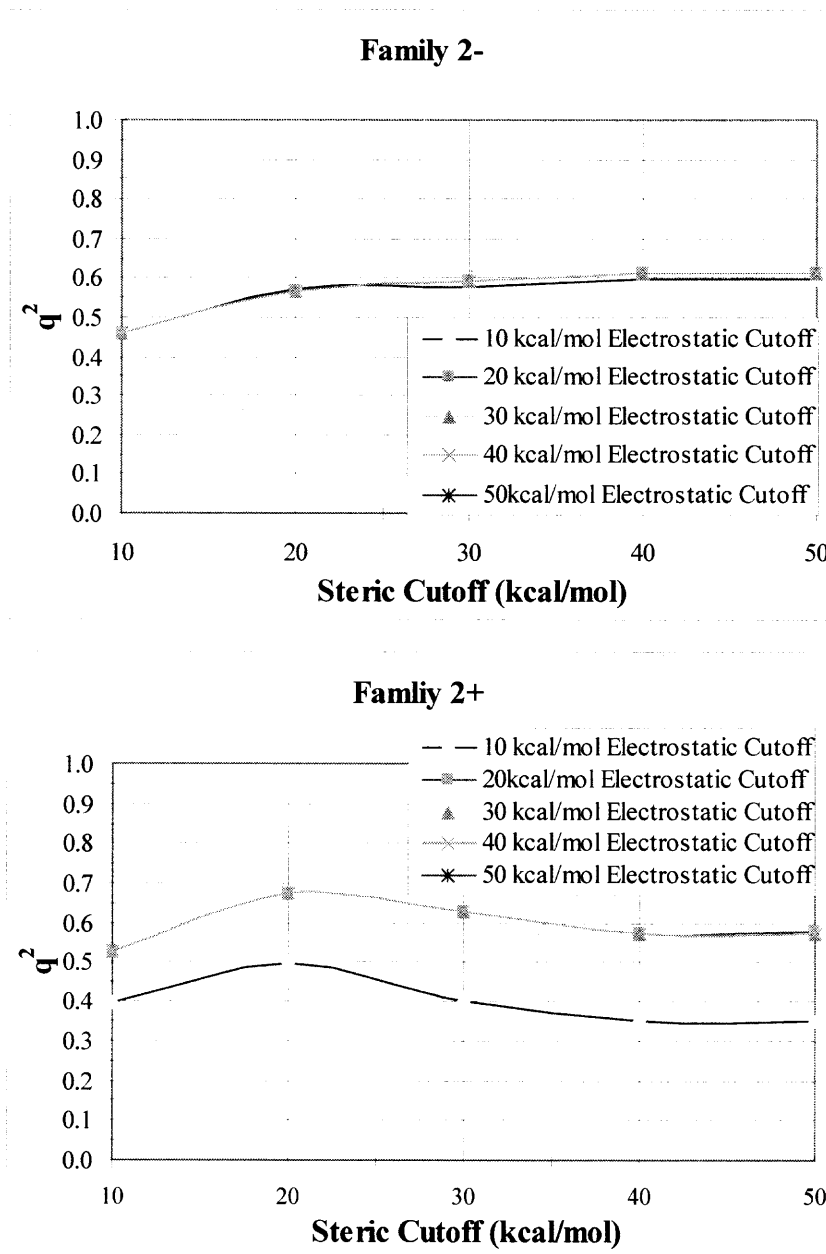 Family 2-
1.0
0.9
0.8
0.7
0.6
0.5
0.4
0.3
0.2
0.1
0.0
q²
10 kcal/mol Electrostatic Cutoff
20 kcal/mol Electrostatic Cutoff
30 kcal/mol Electrostatic Cutoff
40 kcal/mol Electrostatic Cutoff
50kcal/mol Electrostatic Cutoff
10 20 30 40 50
Steric Cutoff (kcal/mol)
Famliy 2+
10 kcal/mol Electrostatic Cutoff
20kcal/mol Electrostatic Cutoff
30 kcal/mol Electrostatic Cutoff
40 kcal/mol Electrostatic Cutoff
50 kcal/mol Electrostatic Cutoff
1.0
0.9
0.8
0.7
0.6
0.5
0.4
0.3
0.2
0.1
0.0
q²
10 20 30 40 50
Steric Cutoff (kcal/mol)